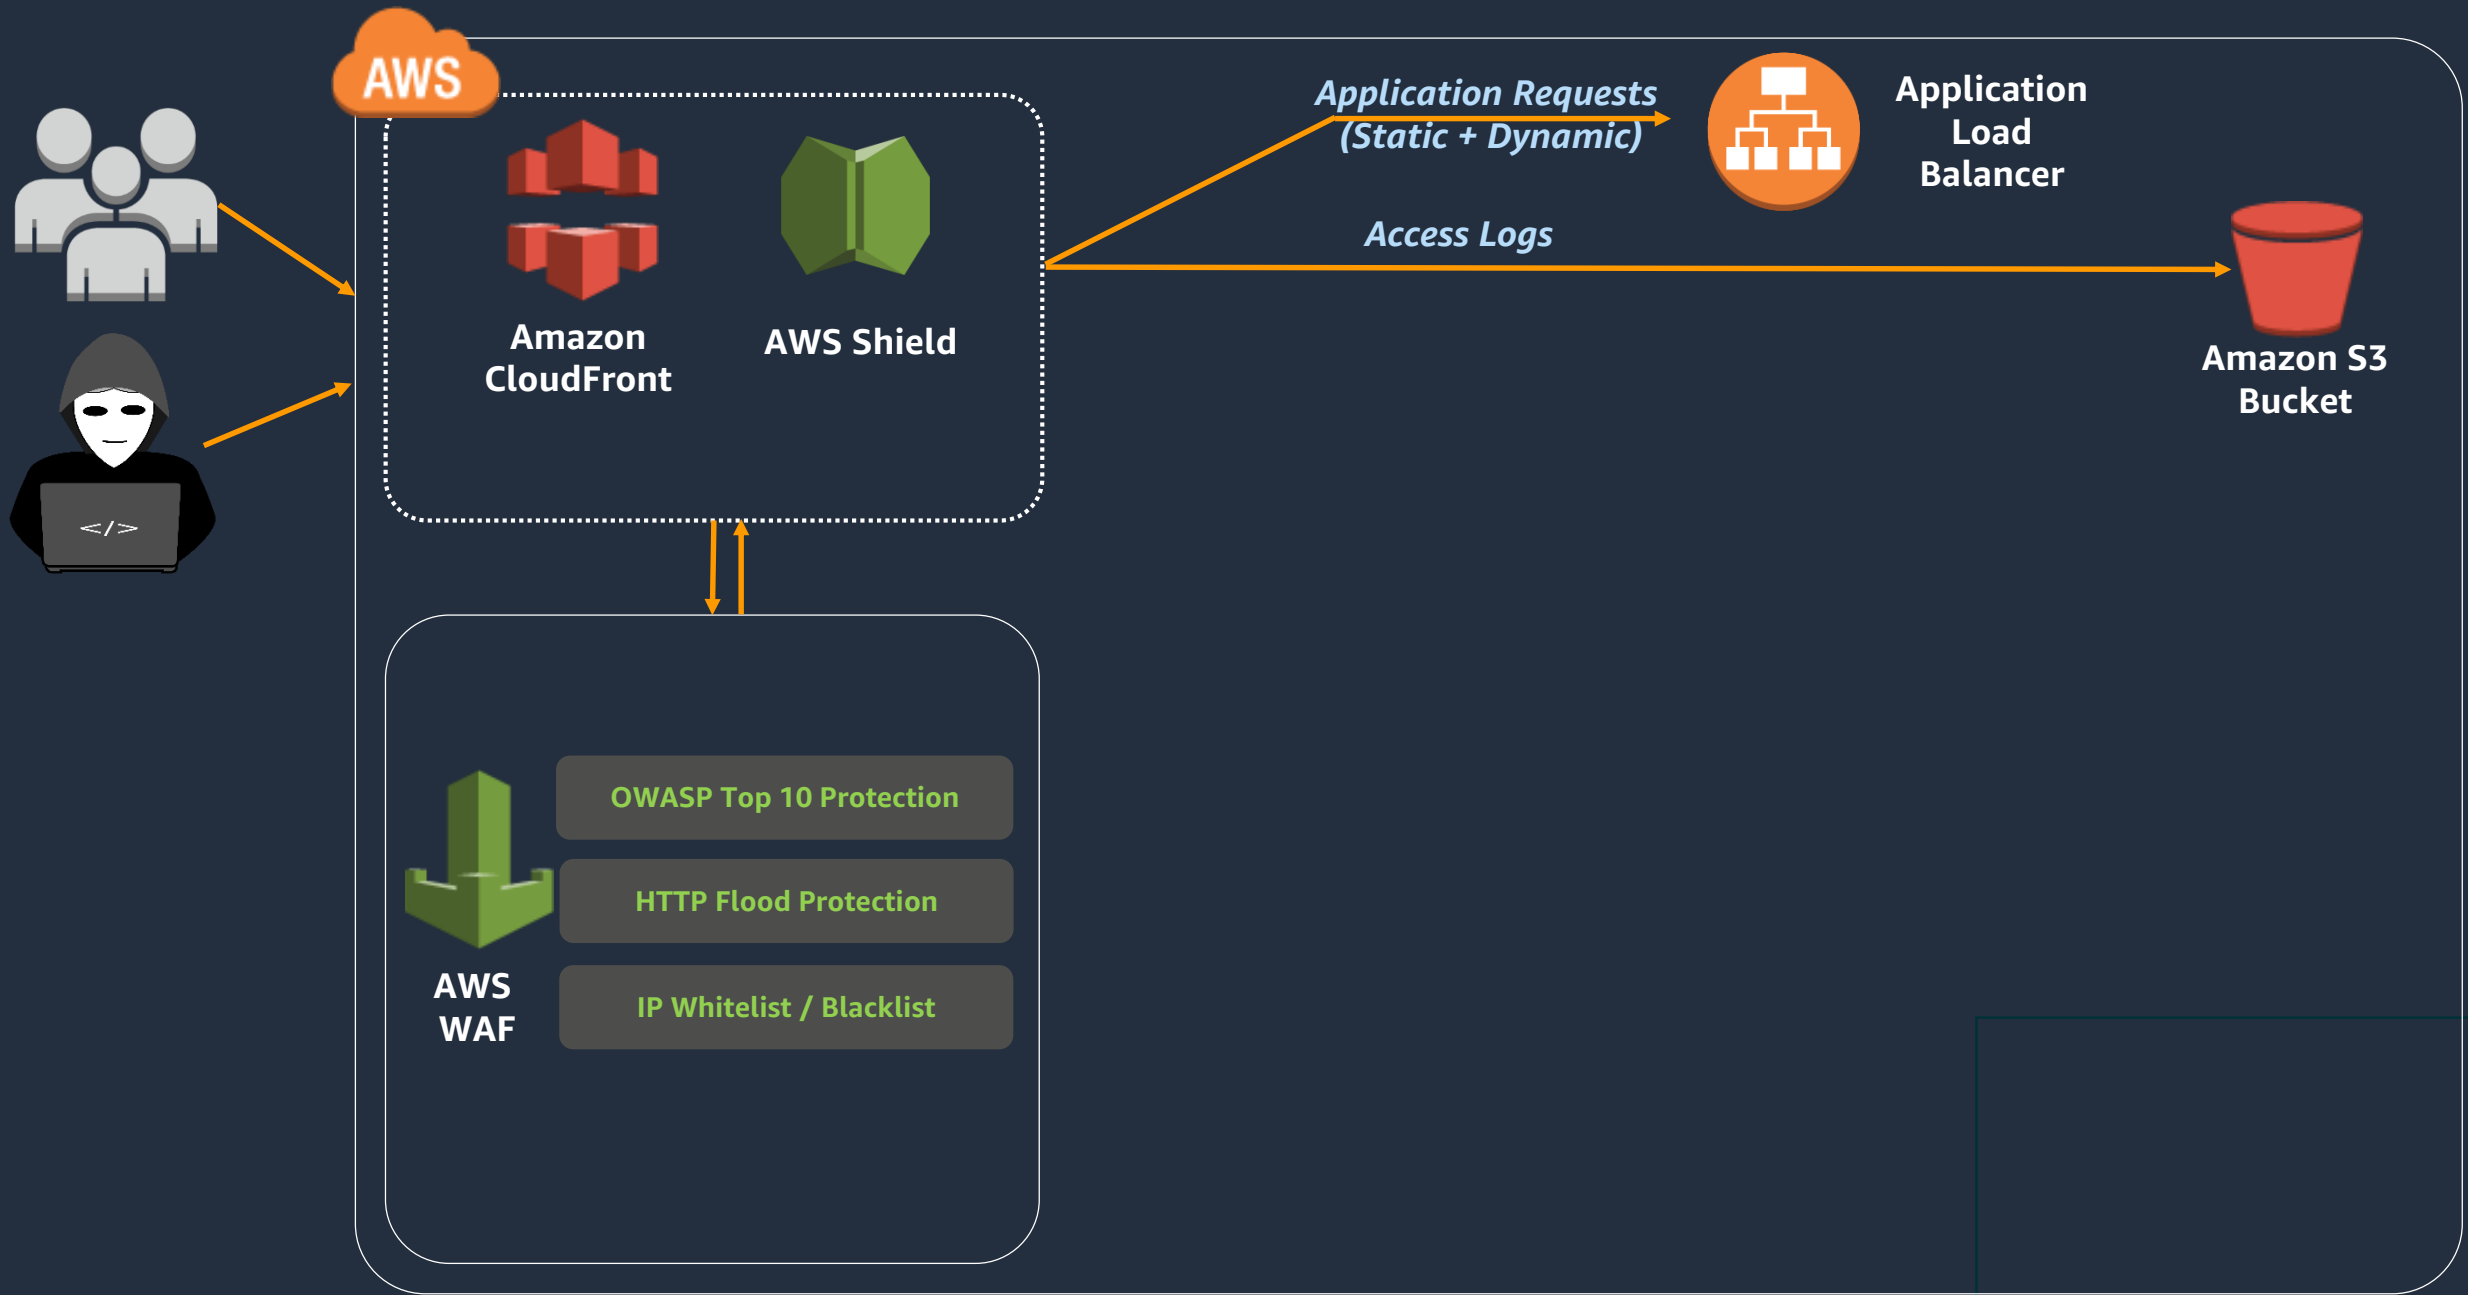 AWS
Application Requests
(Static + Dynamic)
Application
Load
Balancer
Access Logs
Amazon
CloudFront
AWS Shield
Amazon S3
Bucket
</>
OWASP Top 10 Protection
HTTP Flood Protection
AWS
WAF
IP Whitelist / Blacklist